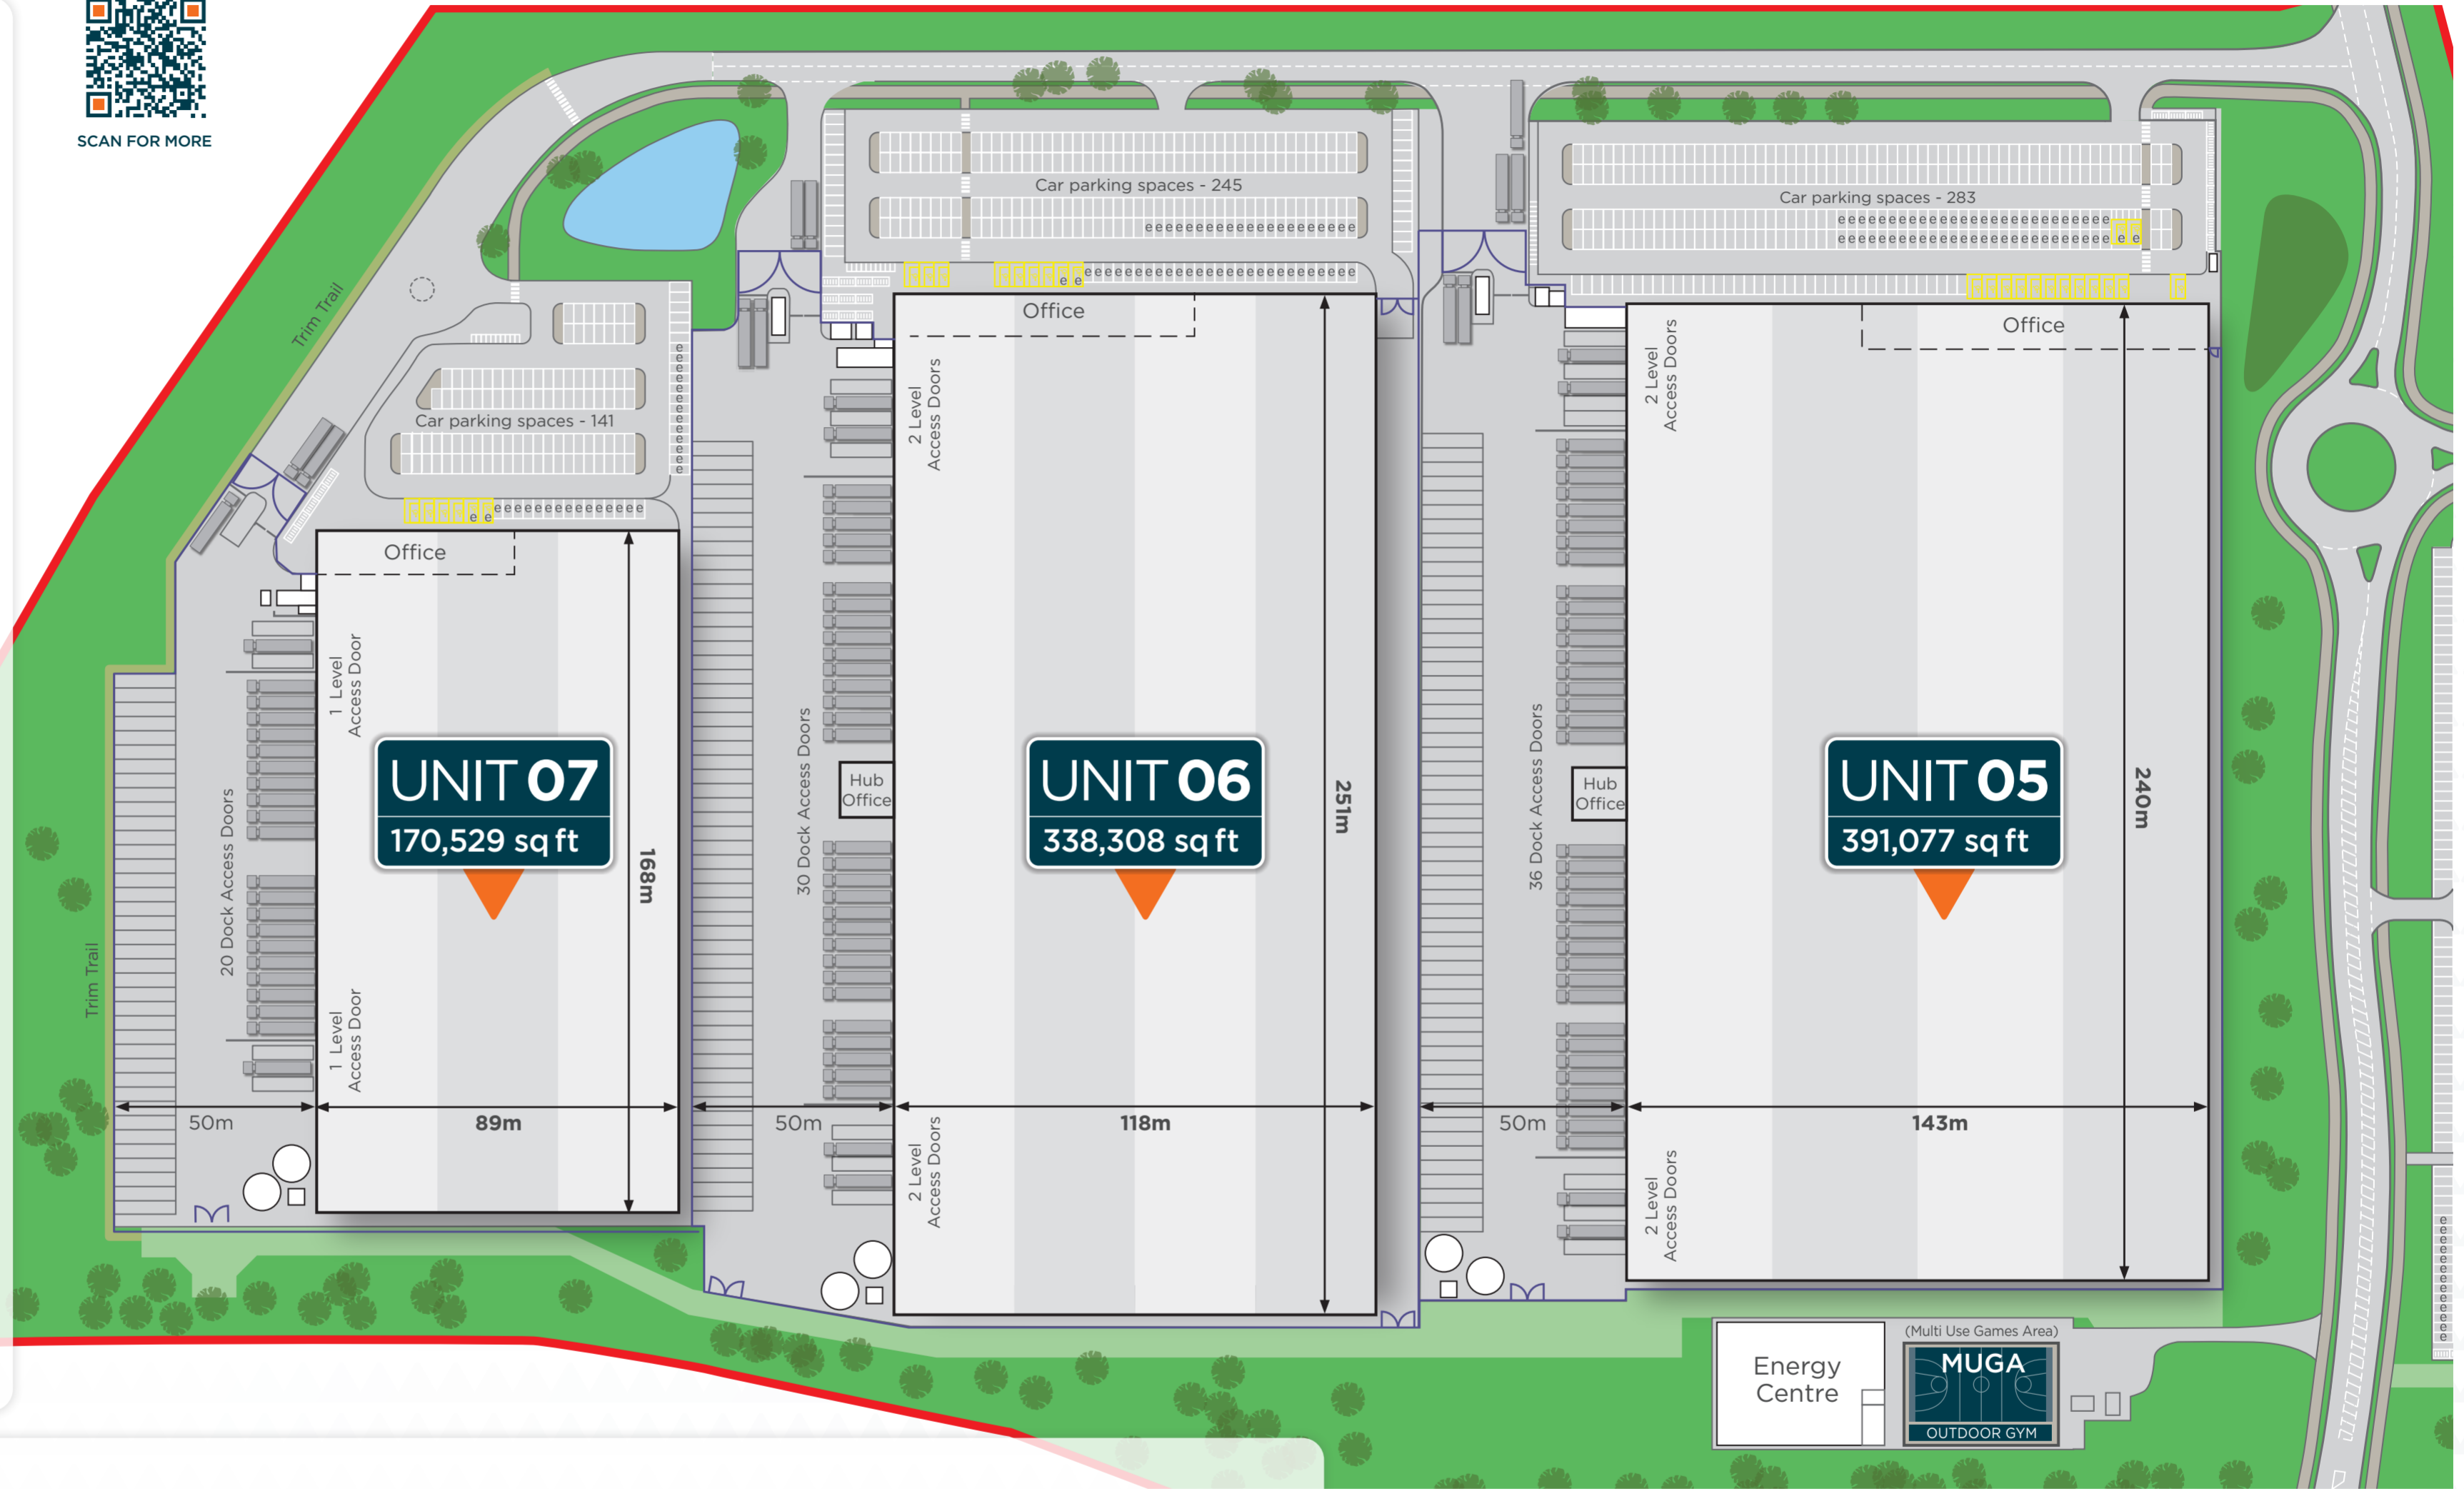 SCAN FOR MORE
Trim Trail
Car parking spaces - 141
Car parking spaces - 245
Car parking spaces - 283
Office
1 Level
Access Door
20 Dock Access Doors
1 Level
Access Door
Trim Trail
UNIT 07
170,529 sq ft
168m
50m
89m
Office
2 Level
Access Doors
30 Dock Access Doors
Hub
Office
2 Level
Access Doors
UNIT 06
338,308 sq ft
251m
50m
118m
Office
2 Level
Access Doors
36 Dock Access Doors
Hub
Office
2 Level
Access Doors
UNIT 05
391,077 sq ft
240m
50m
143m
Energy
Centre
(Multi Use Games Area)
MUGA
OUTDOOR GYM